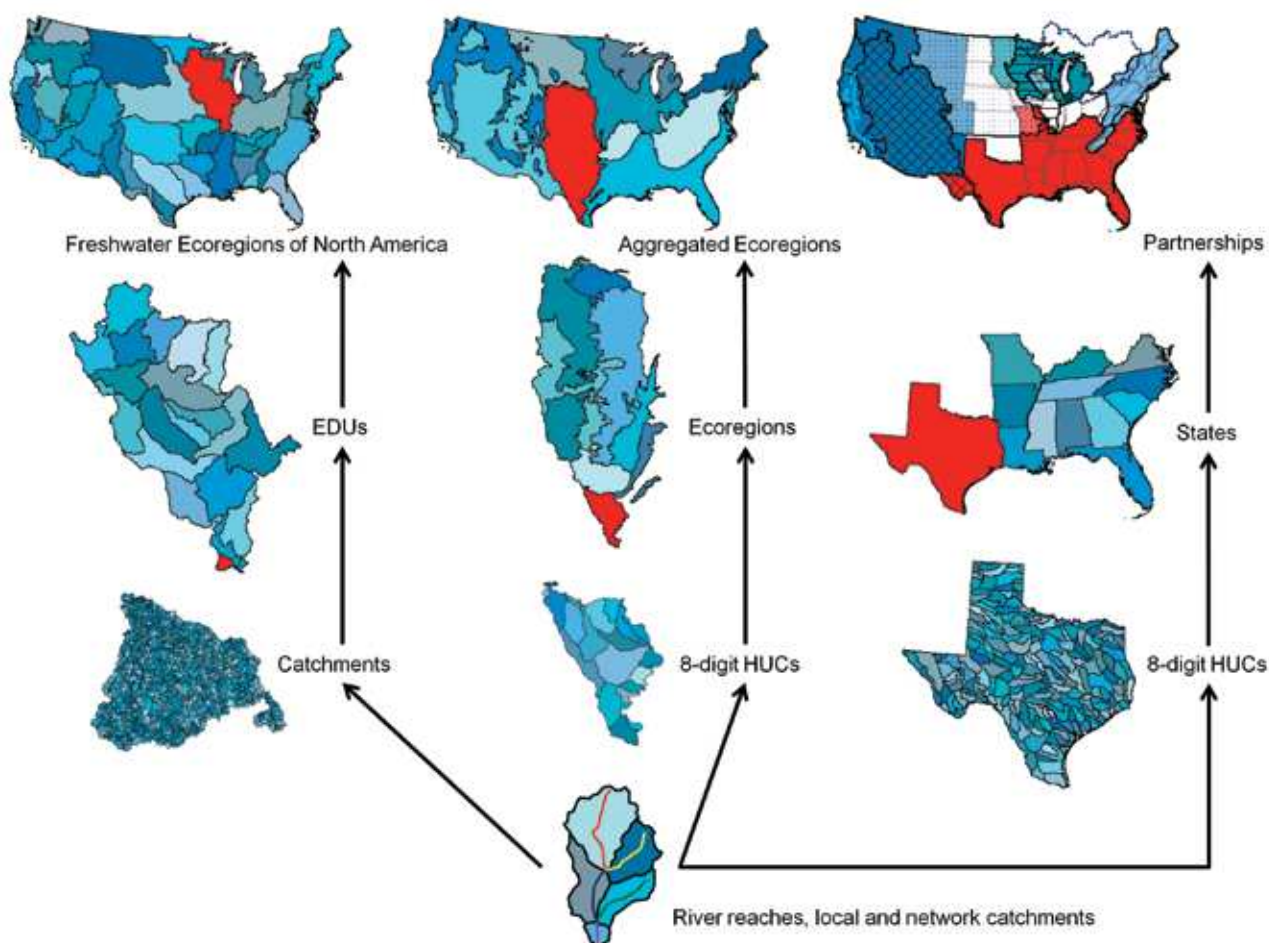 Freshwater Ecoregions of North America
Aggregated Ecoregions
Partnerships
EDUs
Ecoregions
States
Catchments
8-digit HUCs
8-digit HUCs
River reaches, local and network catchments